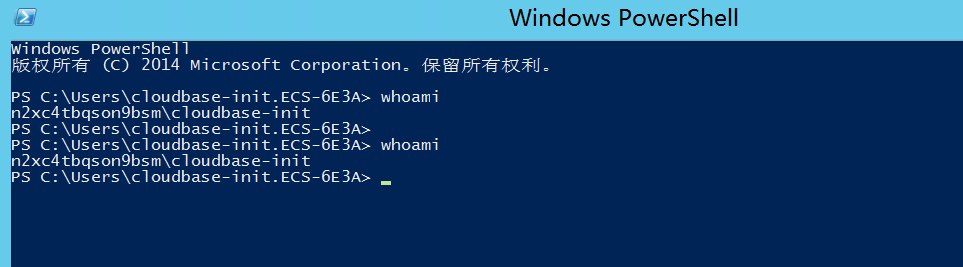 Windows PowerShell
Windows PowerShell
版权所有 (C) 2014 Microsoft Corporation。保留所有权利。
PS C:\Users\cloudbase-init.ECS-6E3A> whoami
n2xc4tbqson9bsm\cloudbase-init
PS C:\Users\cloudbase-init.ECS-6E3A>
PS C:\Users\cloudbase-init.ECS-6E3A> whoami
n2xc4tbqson9bsm\cloudbase-init
PS C:\Users\cloudbase-init.ECS-6E3A>